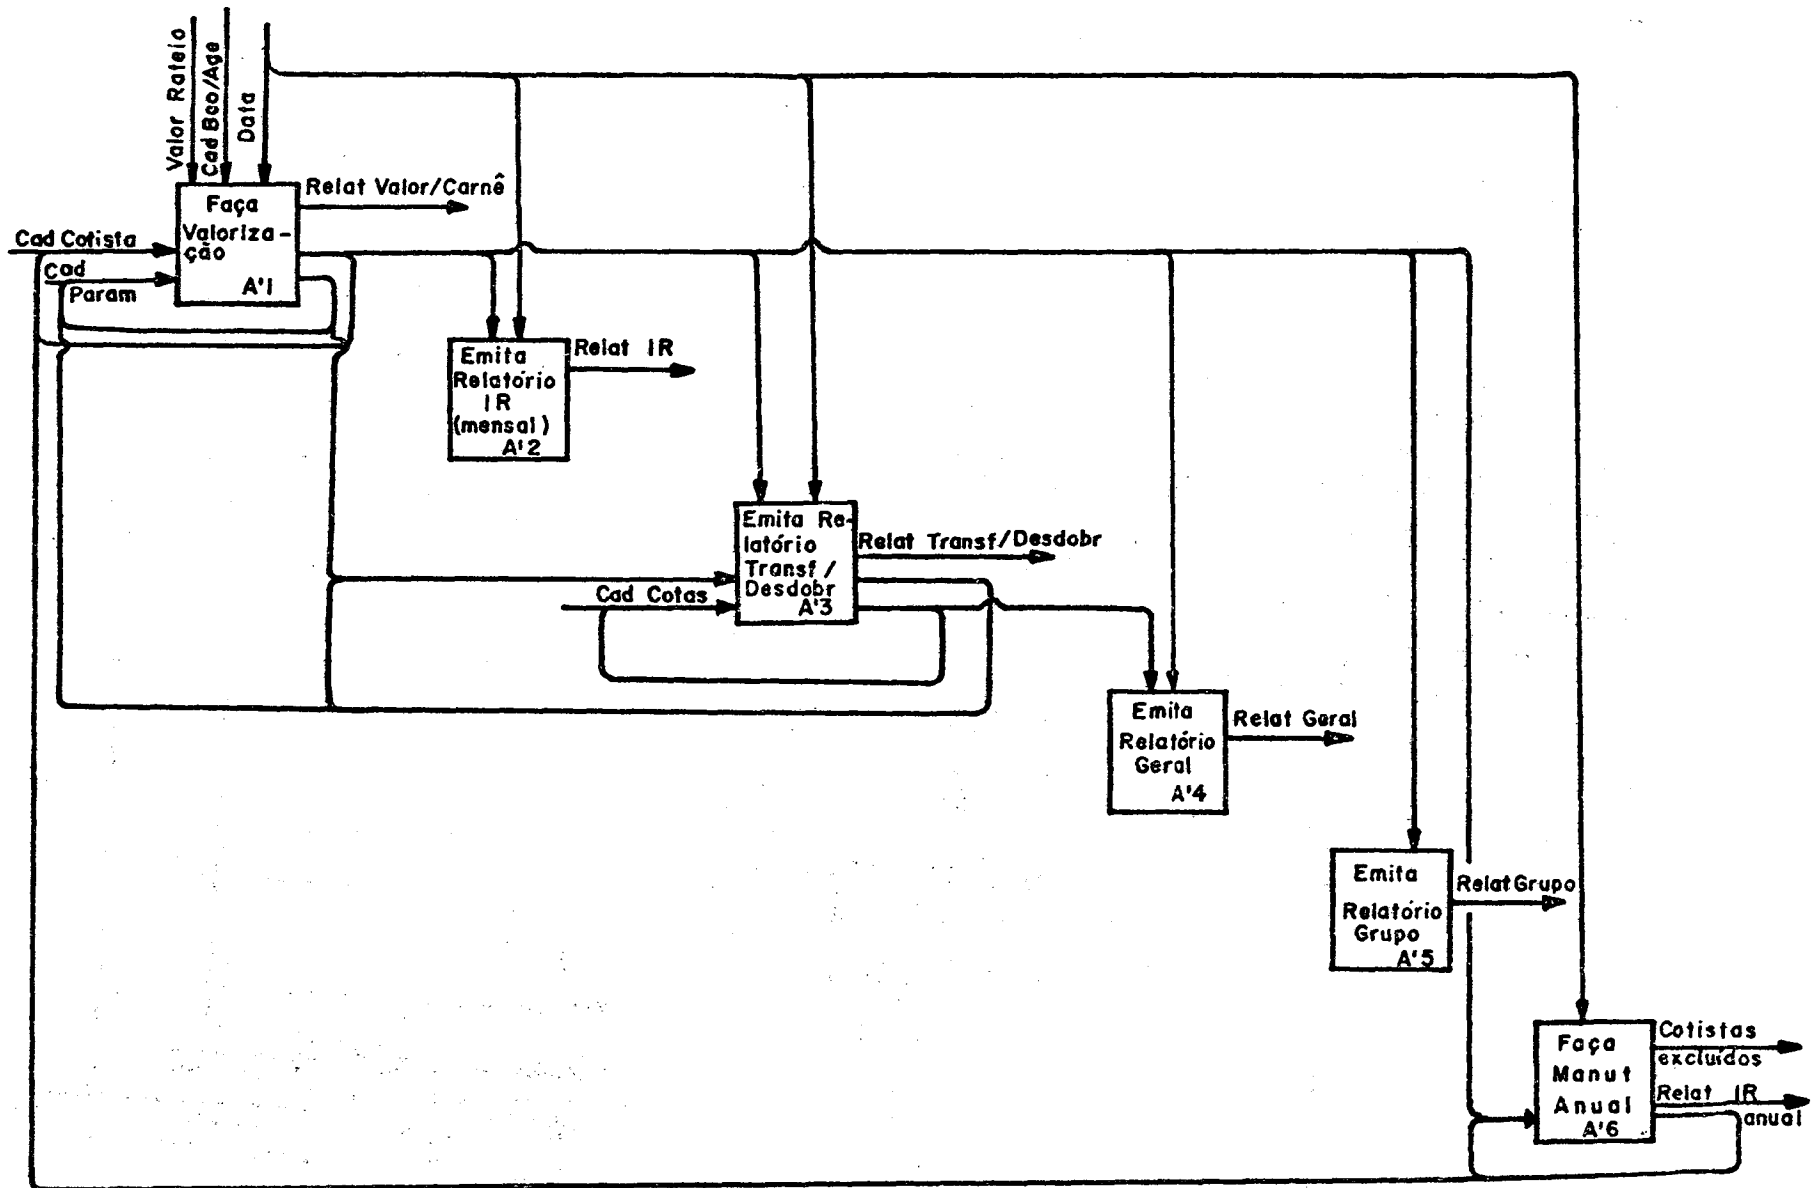 Valor Rateio
Cad Bco/Age
Data
Faça
Valoriza-
ção
A'1
Relat Valor/Carnê
Cad Cotista
Cad
Param
Emita
Relatório
IR
(mensal)
A'2
Relat IR
Emita Re-
latório
Transf/
Desdobr
A'3
Relat Transf/Desdobr
Cad Cotas
Emita
Relatório
Geral
A'4
Relat Geral
Emita
Relatório
Grupo
A'5
Relat Grupo
Faça
Manut
Anual
A'6
Cotistas
excluídos
Relat IR
anual